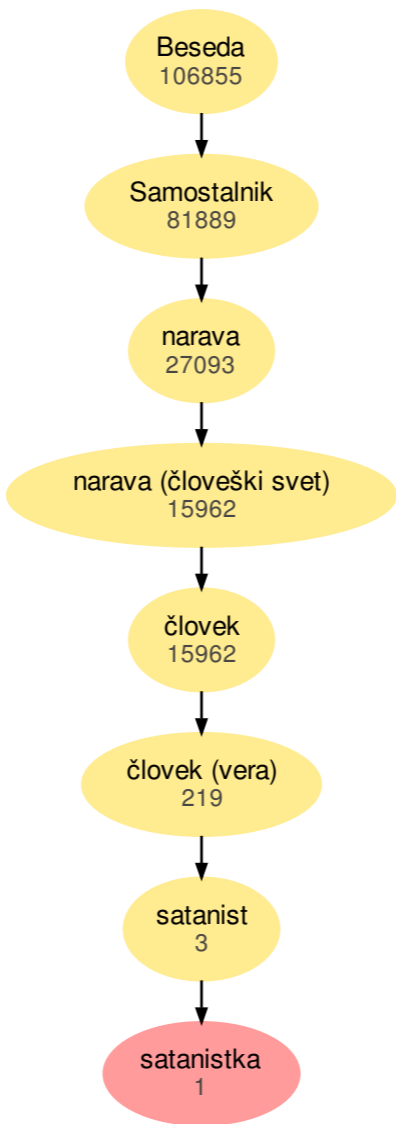 Beseda
106855
Samostalnik
81889
narava
27093
narava (človeški svet)
15962
človek
15962
človek (vera)
219
satanist
3
satanistka
1